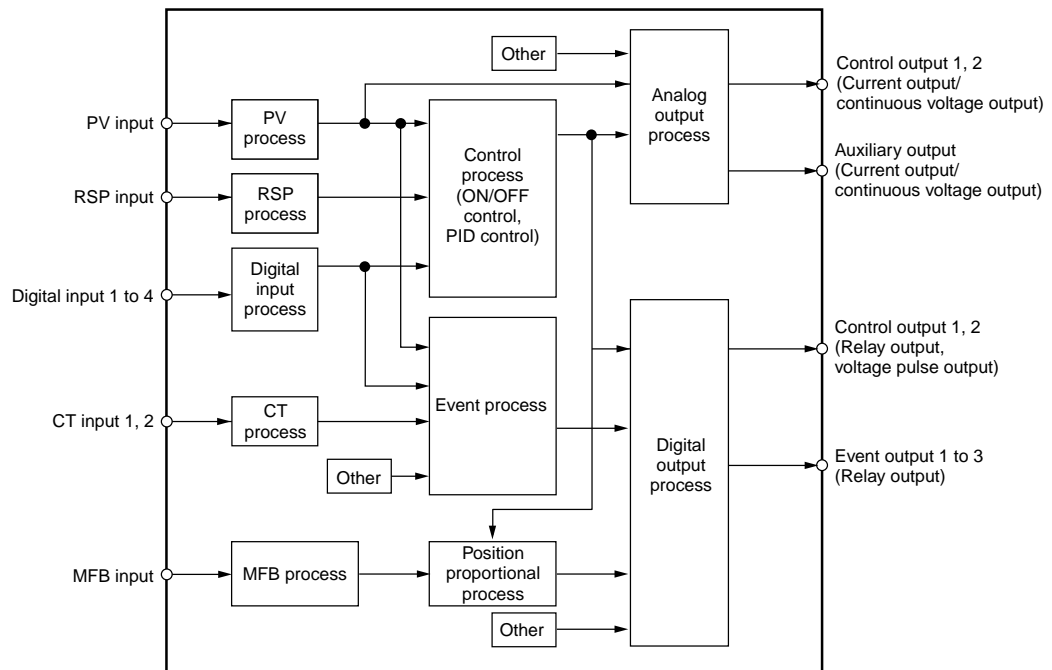 Other
Control output 1, 2
(Current output/
continuous voltage output)
Analog
output
process
PV input
PV
process
Control
process
(ON/OFF
control,
PID control)
Auxiliary output
(Current output/
continuous voltage output)
RSP input
RSP
process
Digital input 1 to 4
Digital
input
process
Control output 1, 2
(Relay output,
voltage pulse output)
CT input 1, 2
CT
process
Event process
Other
Digital
output
process
Event output 1 to 3
(Relay output)
MFB input
MFB process
Position
proportional
process
Other